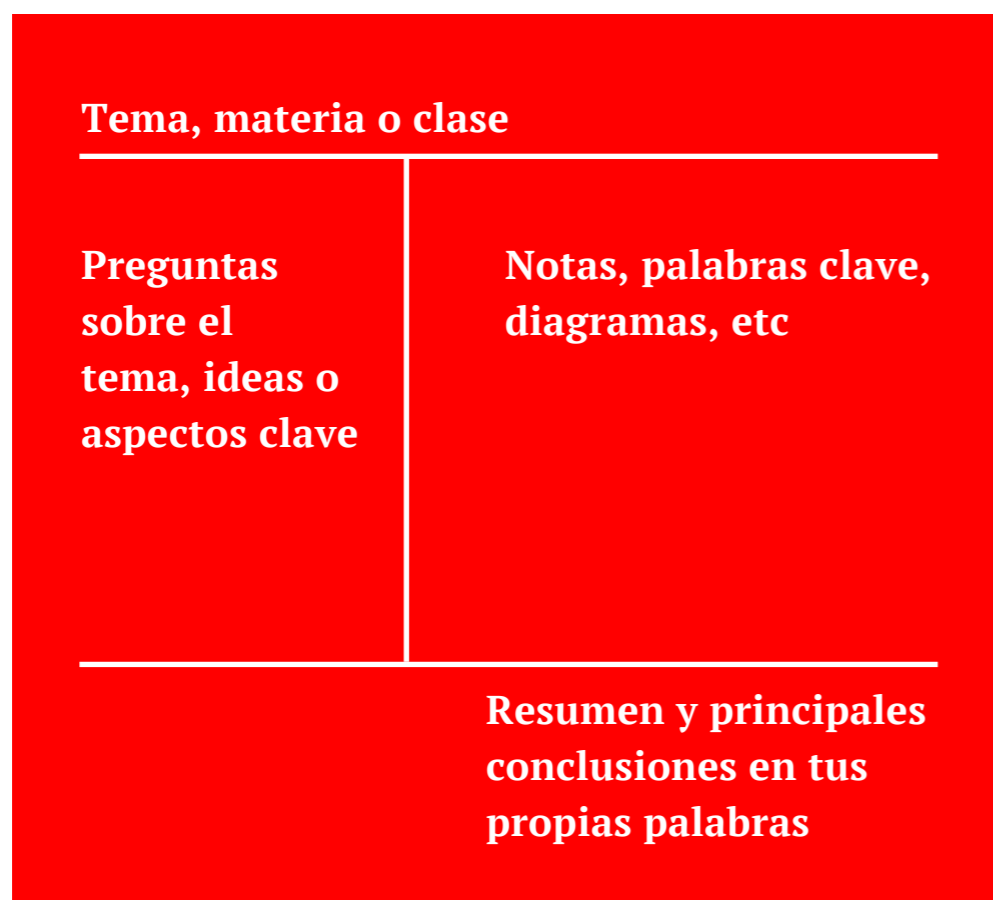 Tema, materia o clase
Preguntas
sobre el
tema, ideas o
aspectos clave
Notas, palabras clave,
diagramas, etc
Resumen y principales
conclusiones en tus
propias palabras